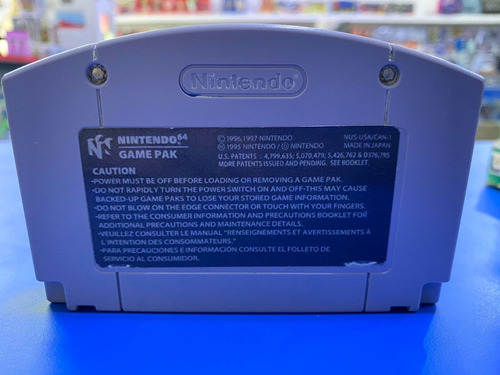 Nintendo
NINTENDO 64
GAME PAK
© 1996, 1997 NINTENDO
Ⓜ 1995 NINTENDO / Ⓜ NINTENDO
NUS-USA/CAN-1
MADE IN JAPAN
U.S. PATENTS : 4,799,635; 5,070,479; 5,426,762 & D376,795
MORE PATENTS ISSUED AND PENDING. SEE BOOKLET.
CAUTION
•POWER MUST BE OFF BEFORE LOADING OR REMOVING A GAME PAK.
•DO NOT RAPIDLY TURN THE POWER SWITCH ON AND OFF-THIS MAY CAUSE
BACKED-UP GAME PAKS TO LOSE YOUR STORED GAME INFORMATION.
•DO NOT BLOW ON THE EDGE CONNECTOR OR TOUCH WITH YOUR FINGERS.
•REFER TO THE CONSUMER INFORMATION AND PRECAUTIONS BOOKLET FOR
ADDITIONAL PRECAUTIONS AND MAINTENANCE DETAILS.
•VEUILLEZ CONSULTER LE MANUAL "RENSEIGNEMENTS ET AVERTISSEMENTS À
L'INTENTION DES CONSOMMATEURS."
•PARA PRECAUCIONES E INFORMACIÓN CONSULTE EL FOLLETO DE
SERVICIO AL CONSUMIDOR.